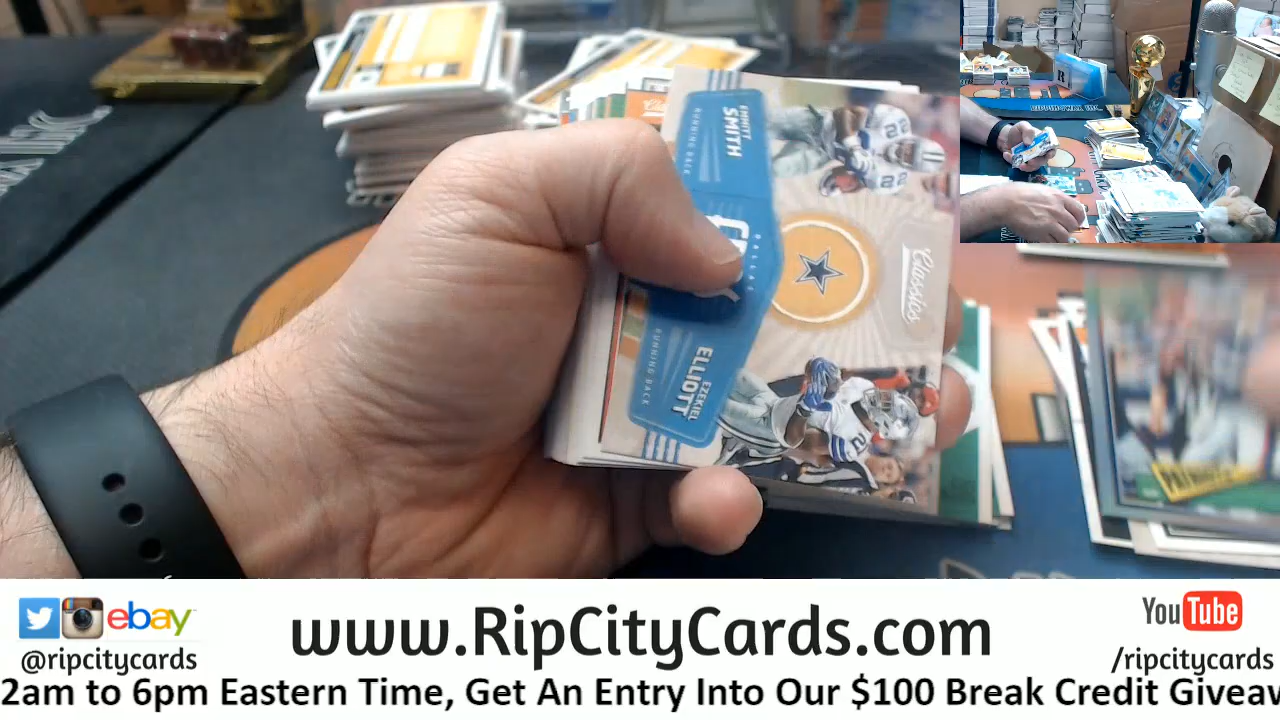 EMMITT
SMITH
RUNNING BACK
DALLAS
Classics
EZEKIEL
ELLIOTT
RUNNING BACK
ebay
www.RipCityCards.com
YouTube
@ripcitycards
/ripcitycards
2am to 6pm Eastern Time, Get An Entry Into Our $100 Break Credit Giveaw